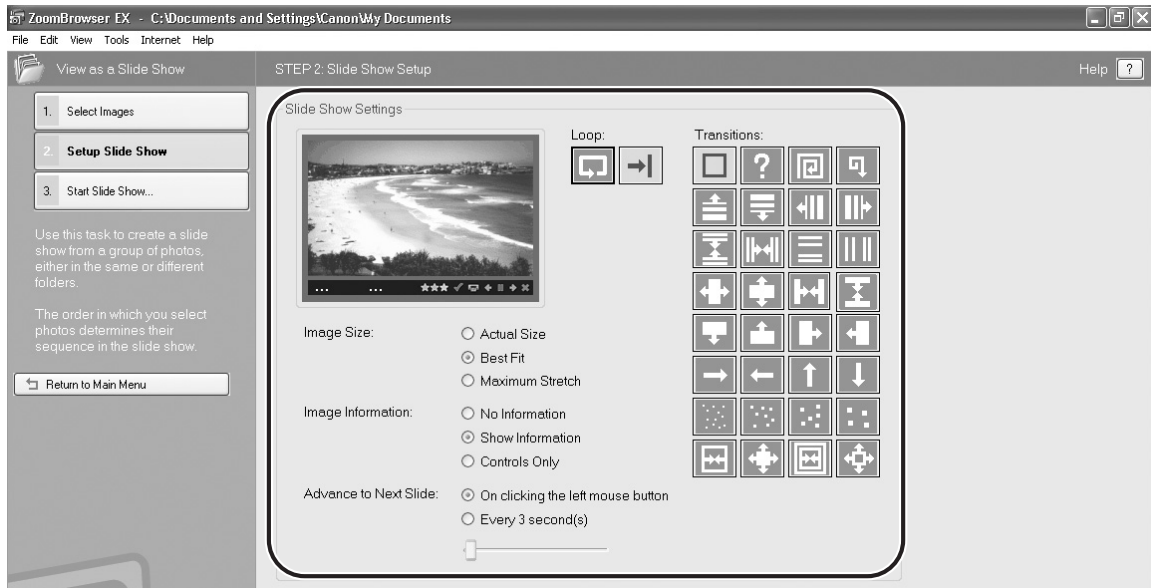 ZoomBrowser EX - C:\Documents and Settings\Canon\My Documents
File Edit View Tools Internet Help
View as a Slide Show
STEP 2: Slide Show Setup
Help ?
1. Select Images
2. Setup Slide Show
3. Start Slide Show...
Use this task to create a slide
show from a group of photos,
either in the same or different
folders.
The order in which you select
photos determines their
sequence in the slide show.
Return to Main Menu
Slide Show Settings
Loop:
Transitions:
?
... ...
Image Size:
Actual Size
Best Fit
Maximum Stretch
Image Information:
No Information
Show Information
Controls Only
Advance to Next Slide:
On clicking the left mouse button
Every 3 second(s)